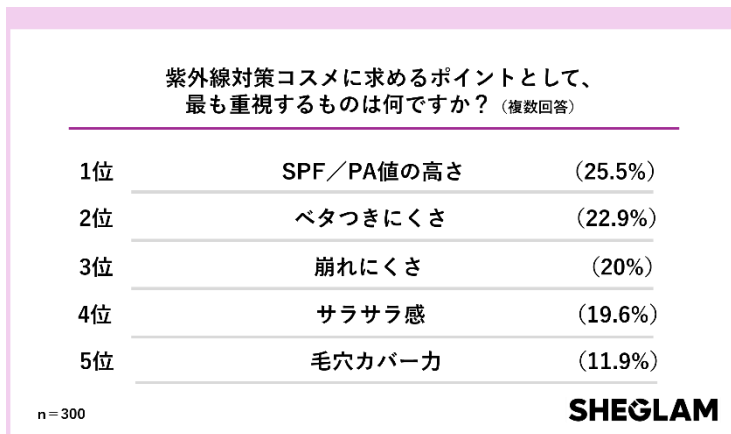 紫外線対策コスメに求めるポイントとして、
最も重視するものは何ですか？（複数回答）
1位 SPF／PA値の高さ （25.5%）
2位 ベタつきにくさ （22.9%）
3位 崩れにくさ （20%）
4位 サラサラ感 （19.6%）
5位 毛穴カバー力 （11.9%）
n＝300
SHEGLAM